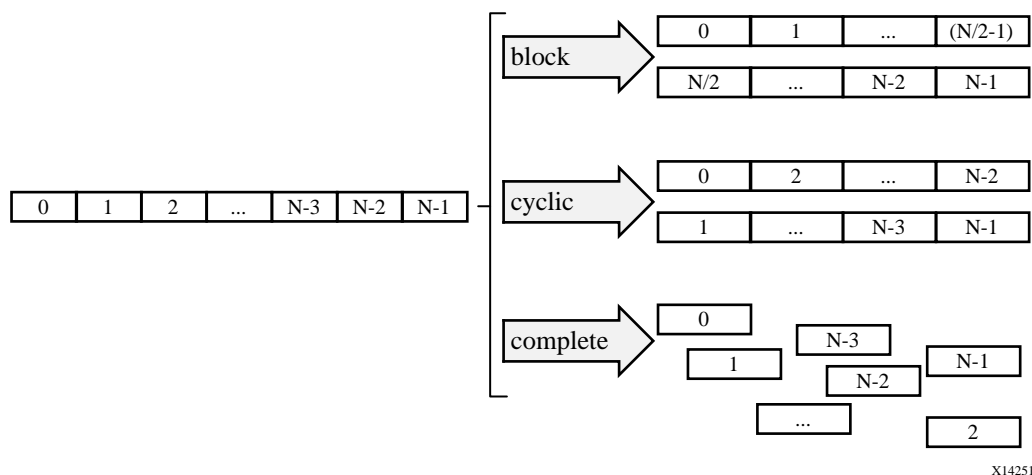 0 1 2 ... N-3 N-2 N-1
block
0 1 ... (N/2-1)
N/2 ... N-2 N-1
cyclic
0 2 ... N-2
1 ... N-3 N-1
complete
0
N-3
1
N-1
N-2
...
2
X14251